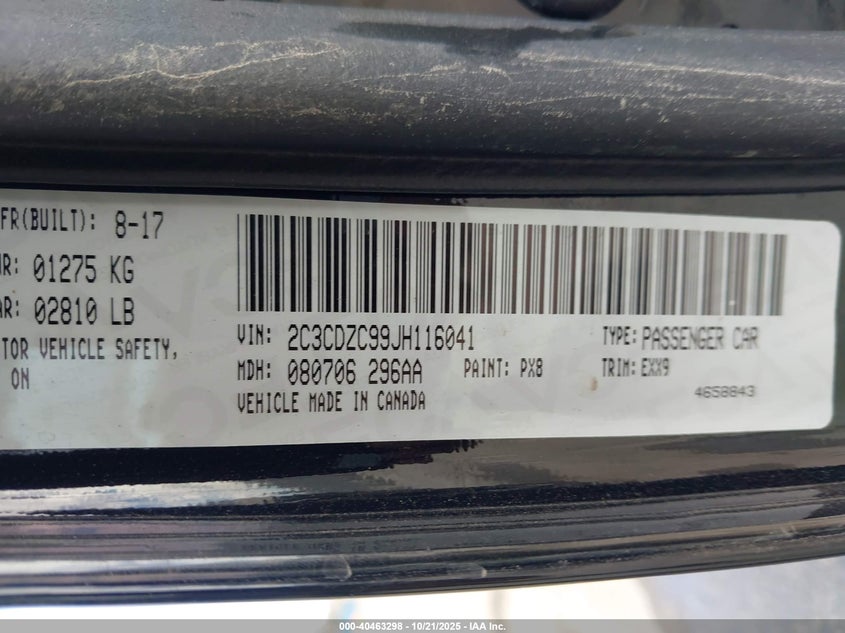 FR(BUILT): 8-17
R: 01275 KG
AR: 02810 LB
TOR VEHICLE SAFETY,
ON
VIN: 2C3CDZC99JH116041 TYPE: PASSENGER CAR
MDH: 080706 296AA PAINT: PX8 TRIM: EXX9
VEHICLE MADE IN CANADA 4658843
000-40463298 - 10/21/2025 - IAA Inc.